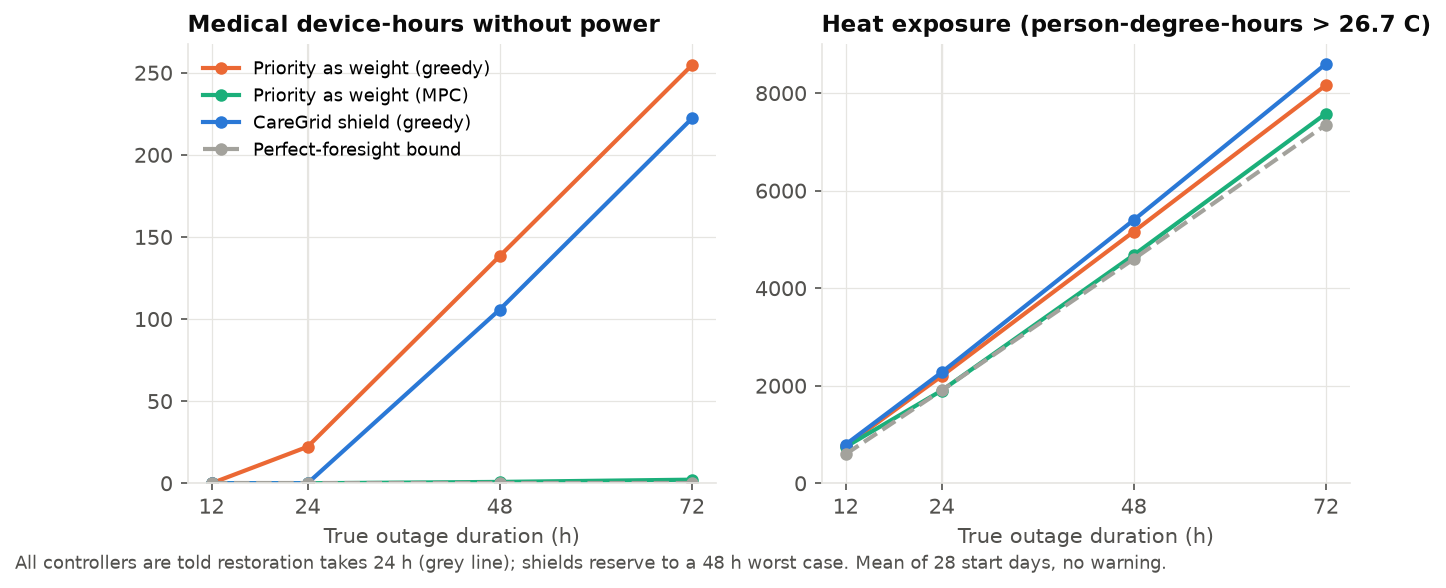 Medical device-hours without power
250
200
150
100
50
0
Priority as weight (greedy)
Priority as weight (MPC)
CareGrid shield (greedy)
Perfect-foresight bound
12
24
48
72
True outage duration (h)
Heat exposure (person-degree-hours > 26.7 C)
8000
6000
4000
2000
0
12
24
48
72
True outage duration (h)
All controllers are told restoration takes 24 h (grey line); shields reserve to a 48 h worst case. Mean of 28 start days, no warning.